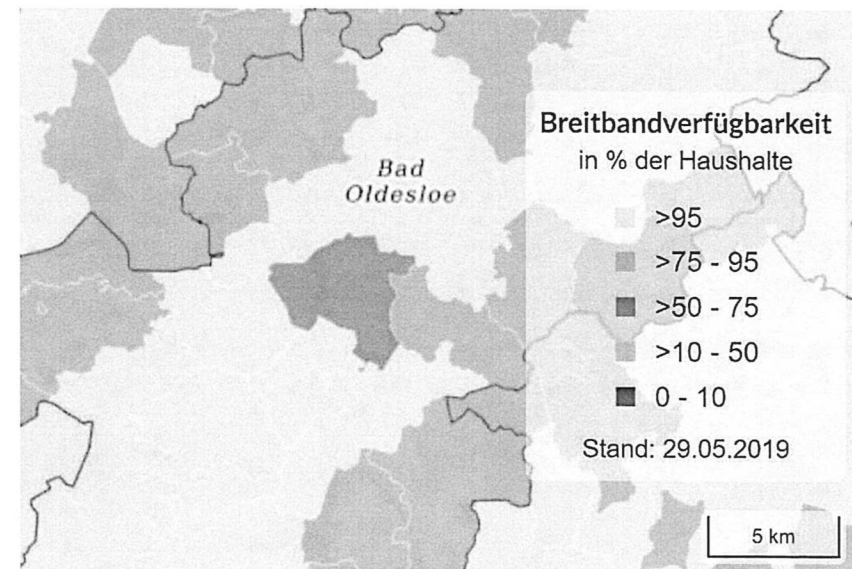 Bad
Oldesloe
Breitbandverfügbarkeit
in % der Haushalte
>95
>75 - 95
>50 - 75
>10 - 50
0 - 10
Stand: 29.05.2019
5 km